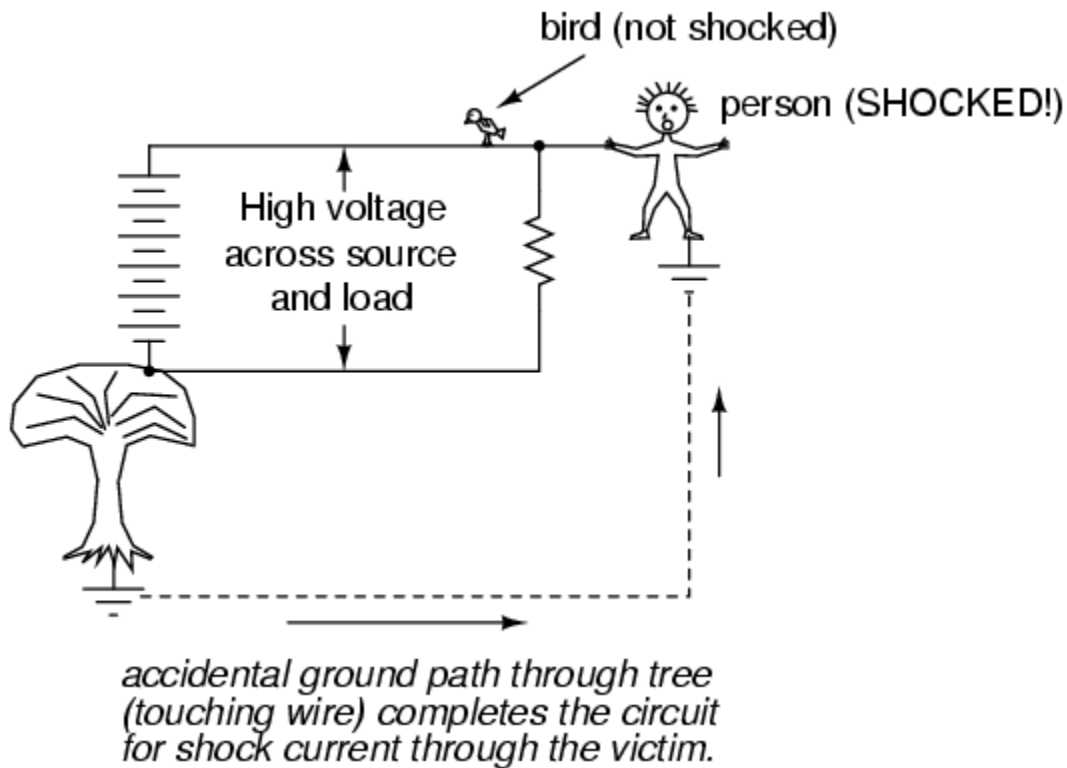 bird (not shocked)
person (SHOCKED!)
High voltage
across source
and load
accidental ground path through tree
(touching wire) completes the circuit
for shock current through the victim.